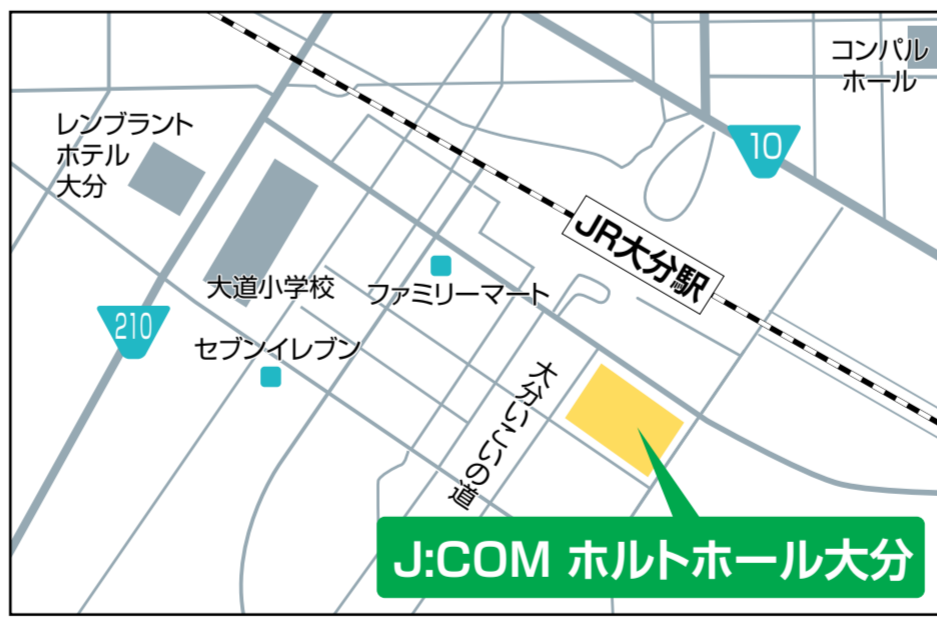 コンパル
ホール
レンブラント
ホテル
大分
10
JR大分駅
大道小学校
ファミリーマート
210
セブンイレブン
大分いこいの道
J:COM ホルトホール大分